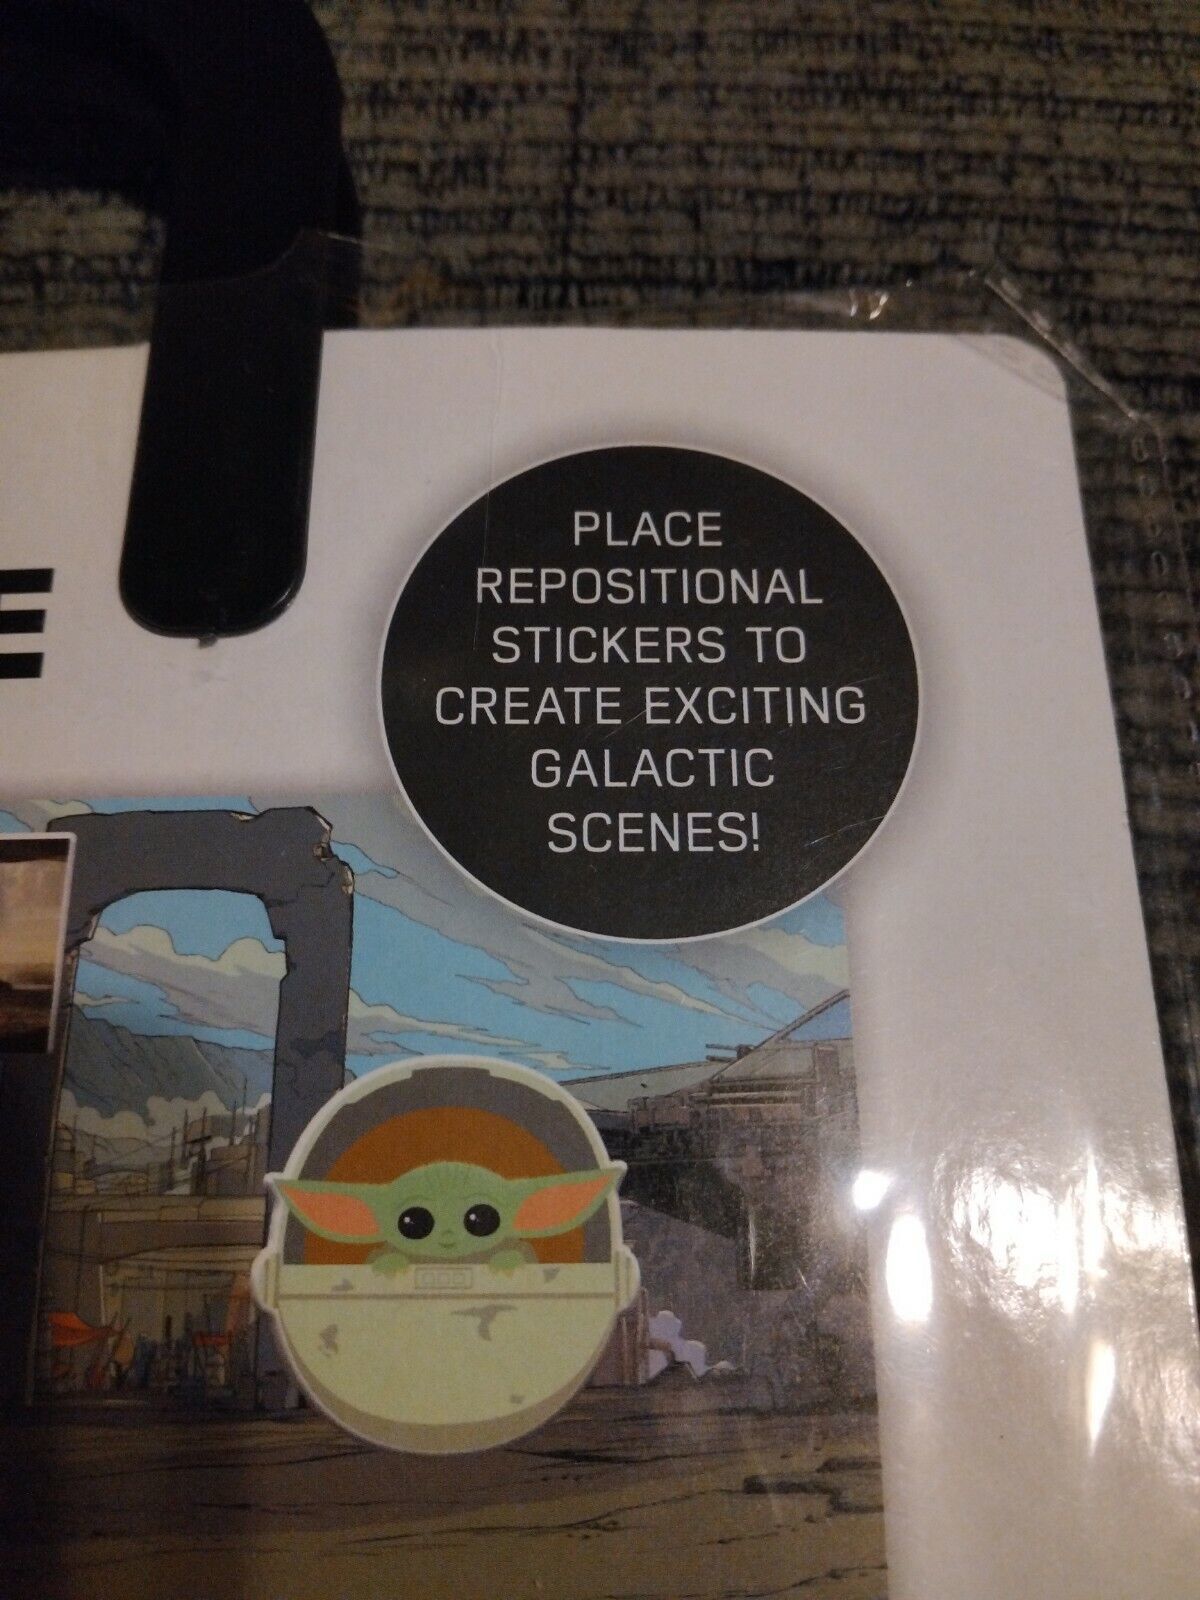 PLACE
REPOSITIONAL
STICKERS TO
CREATE EXCITING
GALACTIC
SCENES!
E